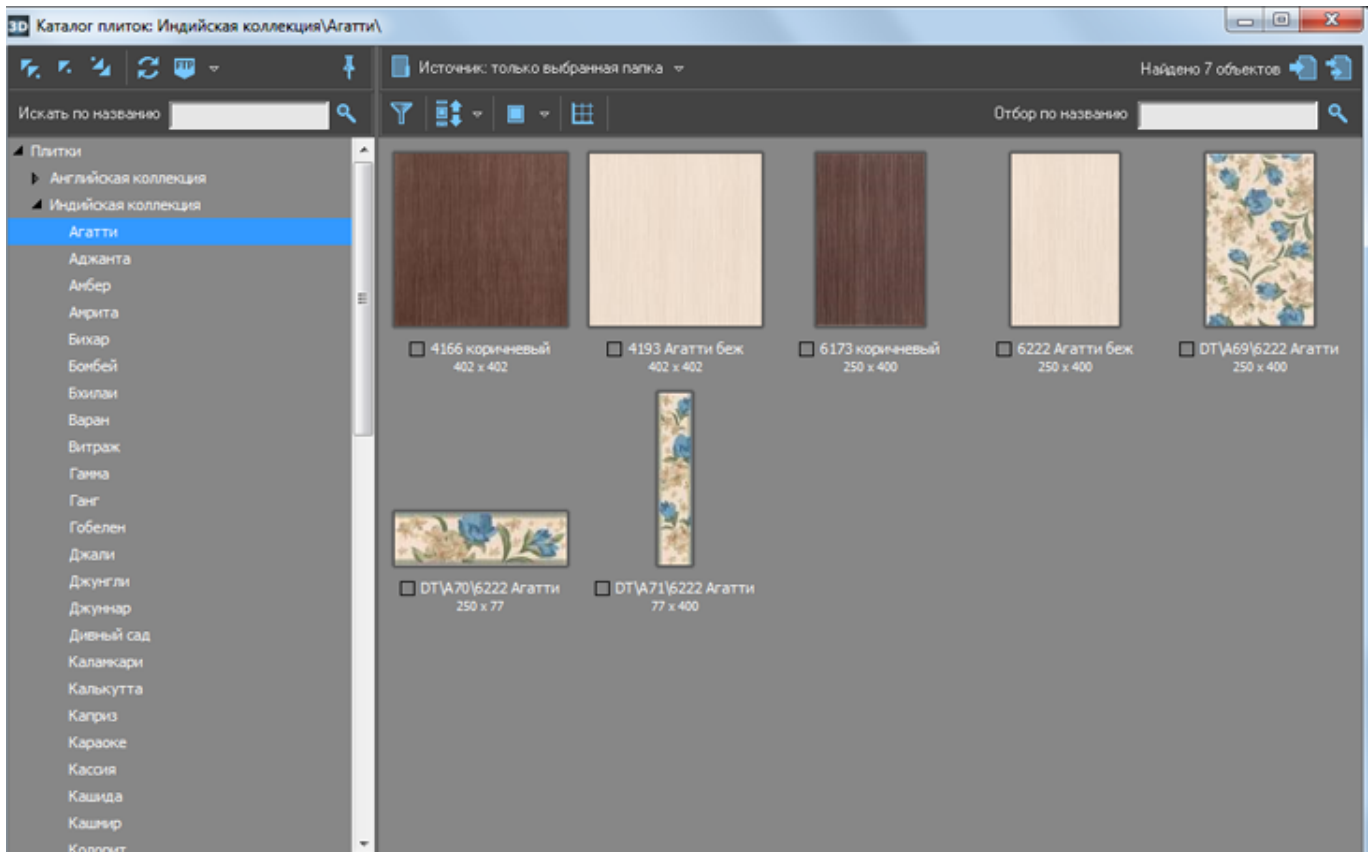 3D Каталог плиток: Индийская коллекция\Агатти\
Источник: только выбранная папка
Найдено 7 объектов
Искать по названию
Отбор по названию
Плитки
Английская коллекция
Индийская коллекция
Агатти
Аджанта
Амбер
Амрита
Бихар
Бомбей
Бхилаи
Варан
Витраж
Гамма
Ганг
Гобелен
Джали
Джунгли
Джуннар
Дивный сад
Каламкари
Калькутта
Каприз
Караоке
Кассия
Кашида
Кашмир
Колорит
4166 коричневый
402 x 402
4193 Агатти беж
402 x 402
6173 коричневый
250 x 400
6222 Агатти беж
250 x 400
DT\A69\6222 Агатти
250 x 400
DT\A70\6222 Агатти
250 x 77
DT\A71\6222 Агатти
77 x 400